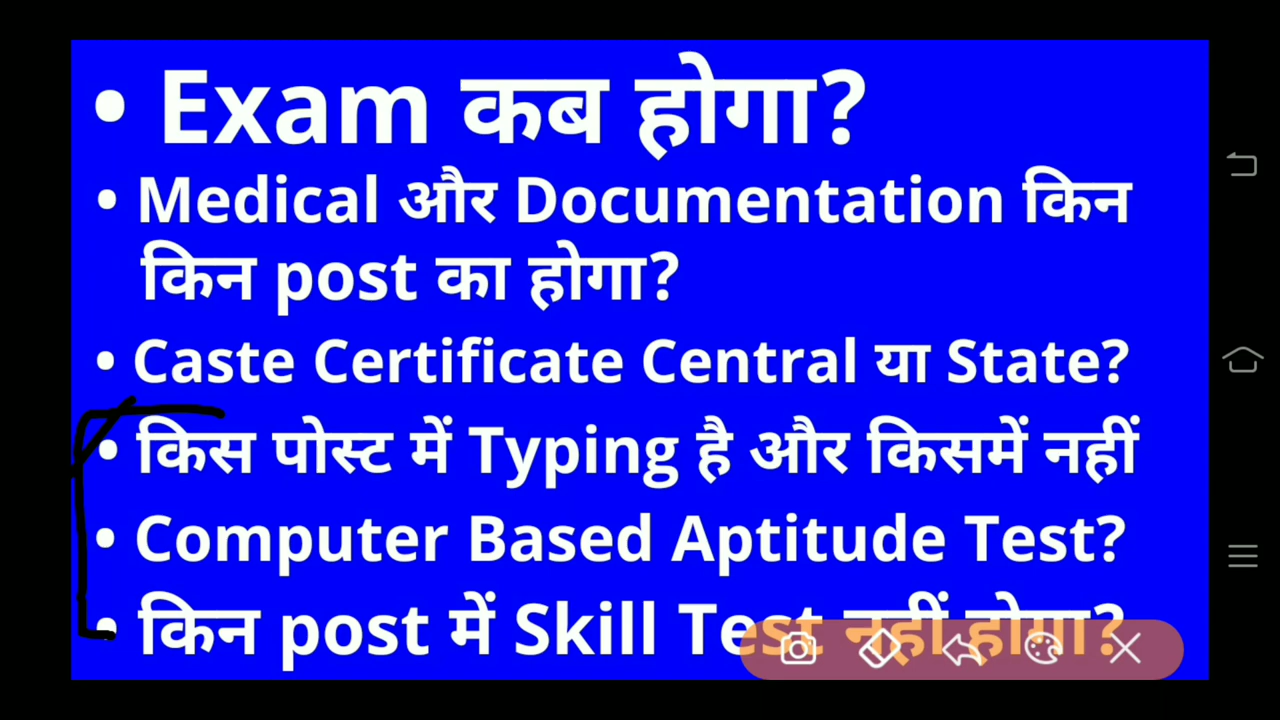 • Exam कब होगा?
• Medical और Documentation किन
किन post का होगा?
• Caste Certificate Central या State?
• किस पोस्ट में Typing है और किसमें नहीं
• Computer Based Aptitude Test?
• किन post में Skill Test नहीं होगा?